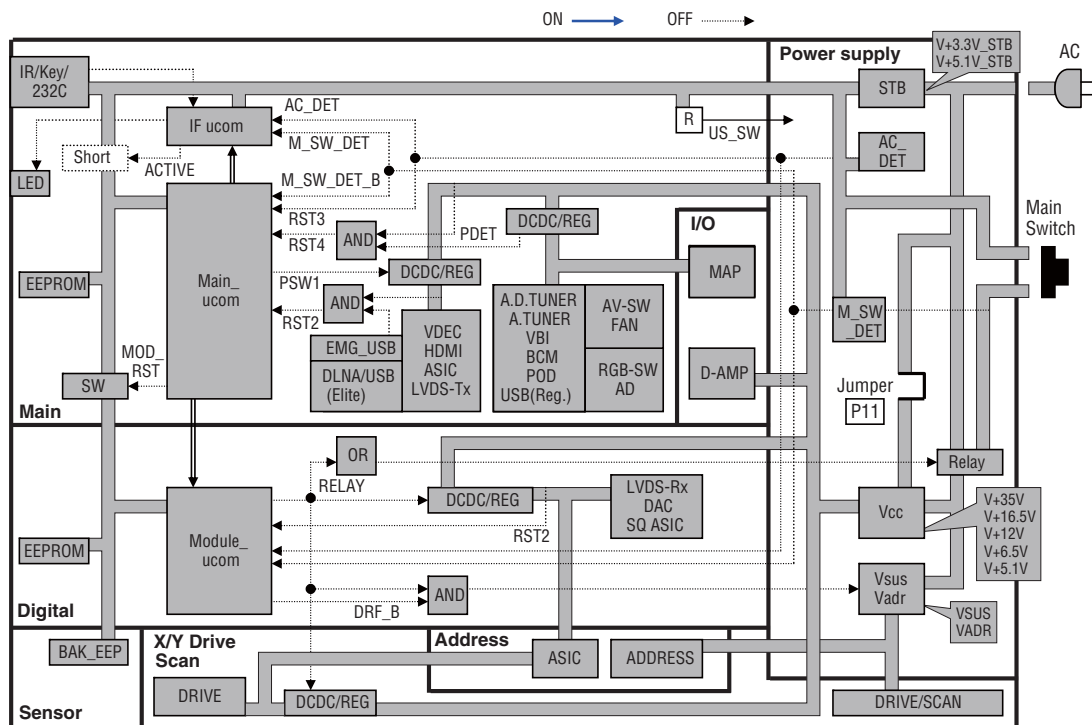 ON
OFF
Power supply
V+3.3V_STB
V+5.1V_STB
AC
IR/Key/
232C
STB
IF ucom
AC_DET
M_SW_DET
R
US_SW
AC_
DET
Short
ACTIVE
LED
M_SW_DET_B
RST3
RST4
AND
PDET
DCDC/REG
I/O
Main
Switch
Main_
ucom
EEPROM
PSW1
DCDC/REG
MAP
AND
RST2
A.D.TUNER
A.TUNER
VBI
BCM
POD
USB(Reg.)
AV-SW
FAN
RGB-SW
AD
M_SW
_DET
EMG_USB
DLNA/USB
(Elite)
VDEC
HDMI
ASIC
LVDS-Tx
D-AMP
MOD_
RST
SW
Jumper
P11
Main
OR
RELAY
Relay
DCDC/REG
LVDS-Rx
DAC
SQ ASIC
Vcc
V+35V
V+16.5V
V+12V
V+6.5V
V+5.1V
RST2
Module_
ucom
EEPROM
Vsus
Vadr
AND
DRF_B
VSUS
VADR
Digital
BAK_EEP
X/Y Drive
Scan
Address
ASIC
ADDRESS
DRIVE
DCDC/REG
DRIVE/SCAN
Sensor